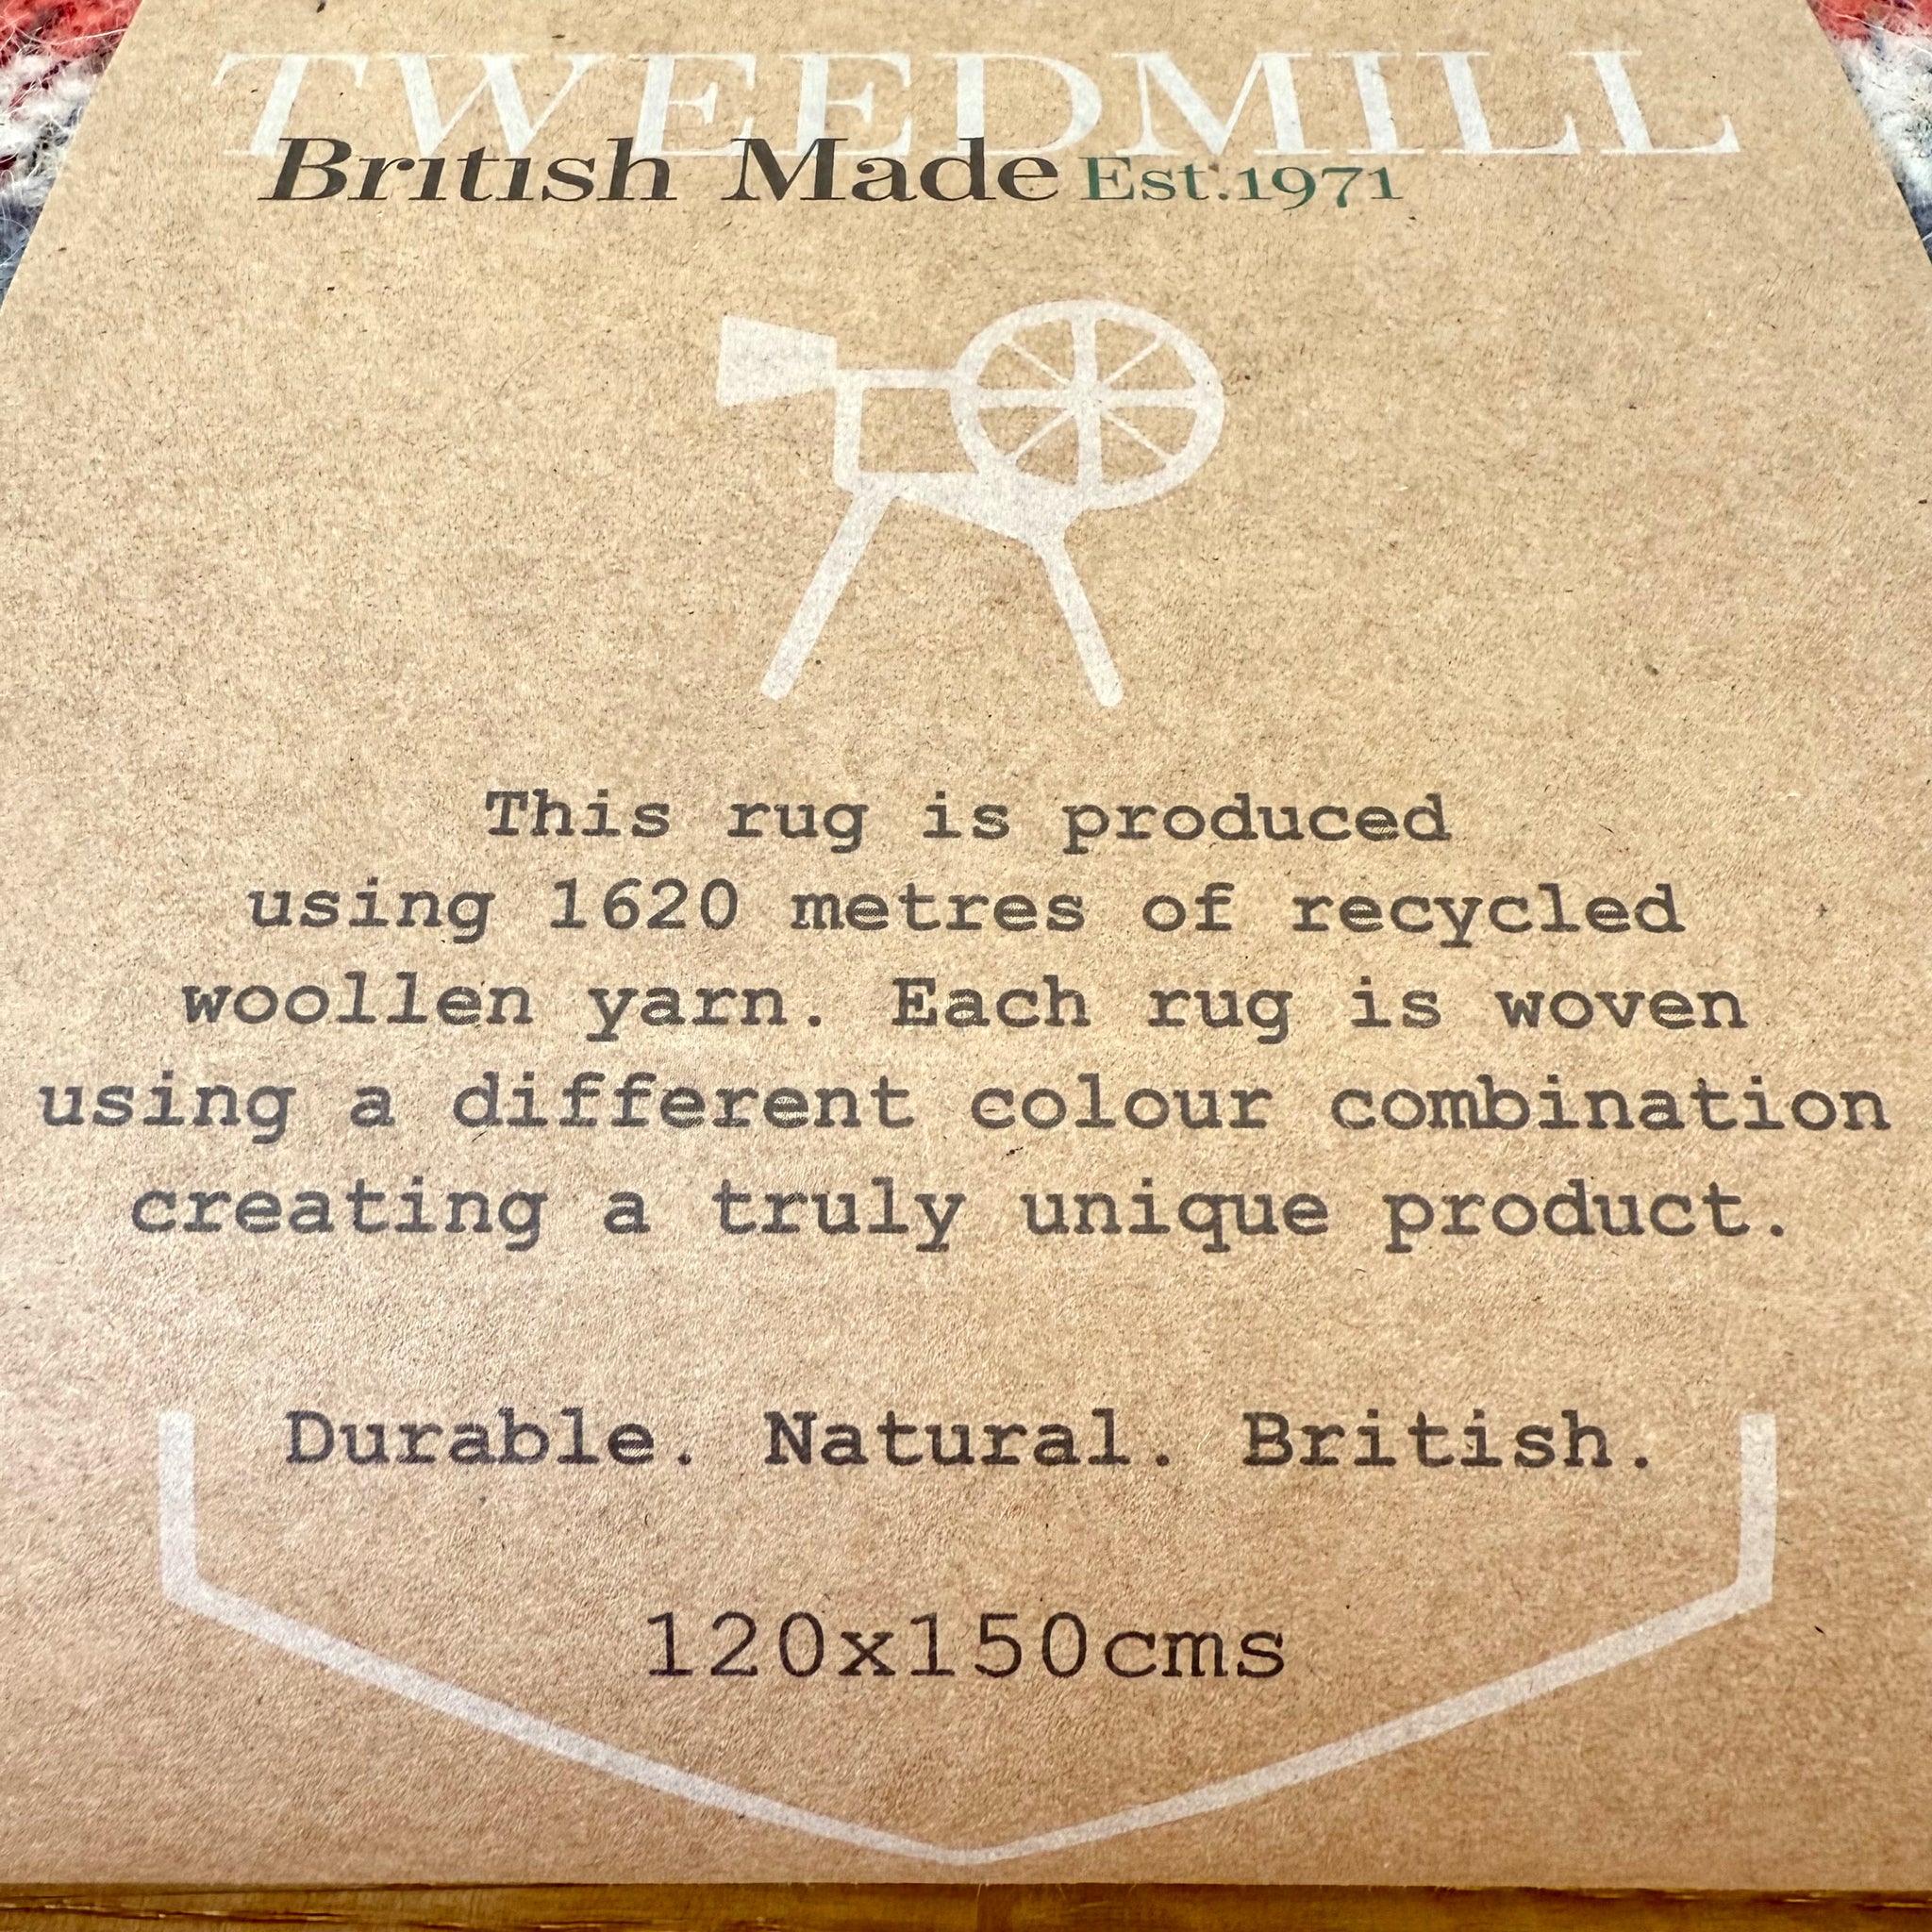 TWEEDMILL
British Made Est.1971
This rug is produced
using 1620 metres of recycled
woollen yarn. Each rug is woven
using a different colour combination
creating a truly unique product.
Durable. Natural. British.
120x150cms